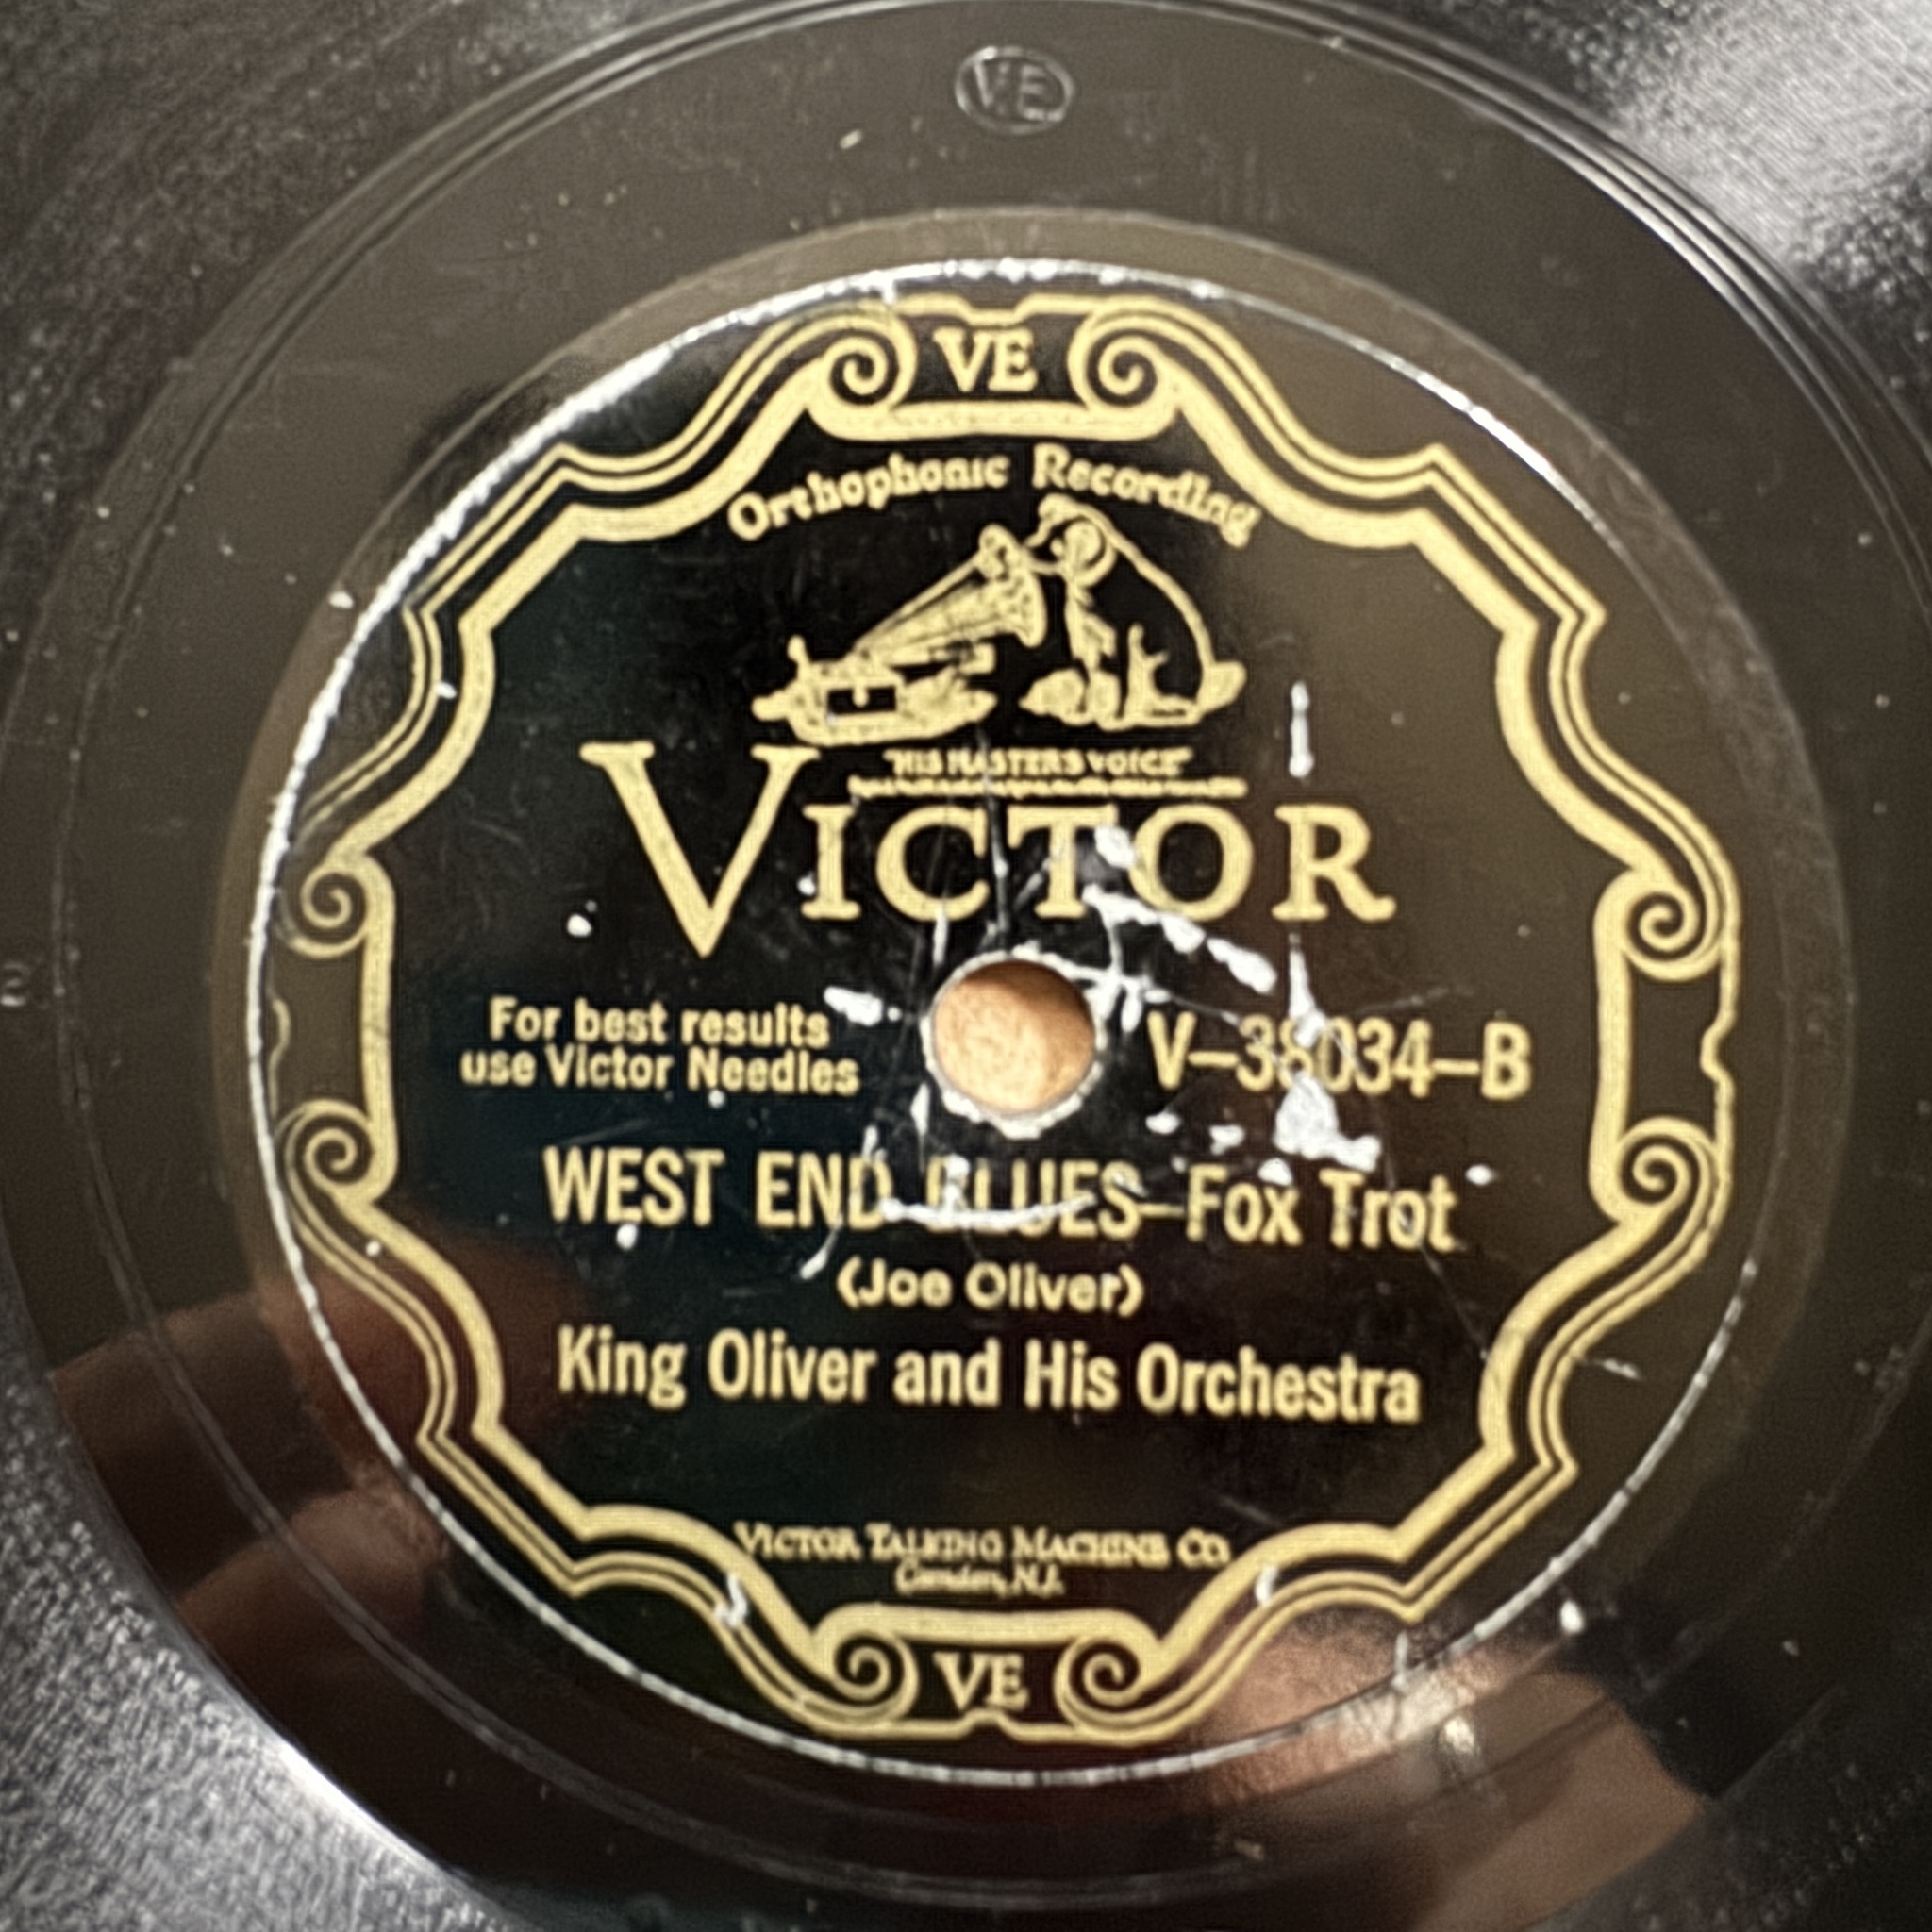 VE
VE
Orthophonic Recording
"HIS MASTER'S VOICE"
VICTOR
For best results
use Victor Needles
V-38034-B
WEST END BLUES-Fox Trot
(Joe Oliver)
King Oliver and His Orchestra
VICTOR TALKING MACHINE CO.
Camden, N.J.
VE